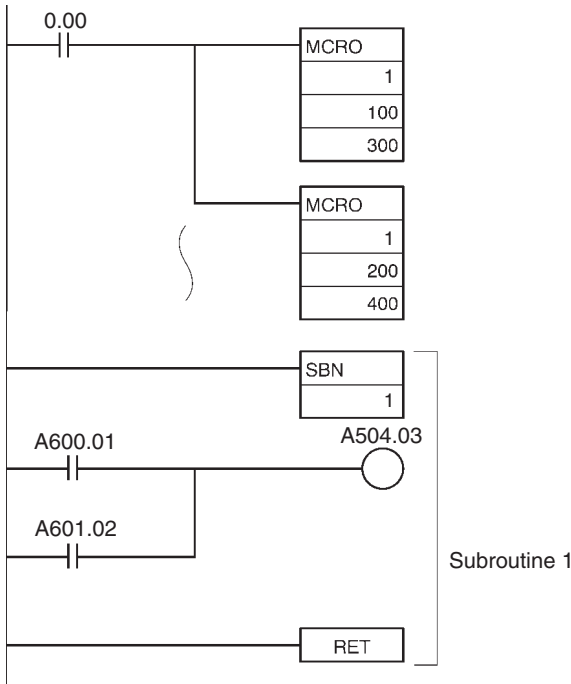 0.00
MCRO
1
100
300
MCRO
1
200
400
SBN
1
A600.01
A504.03
A601.02
Subroutine 1
RET